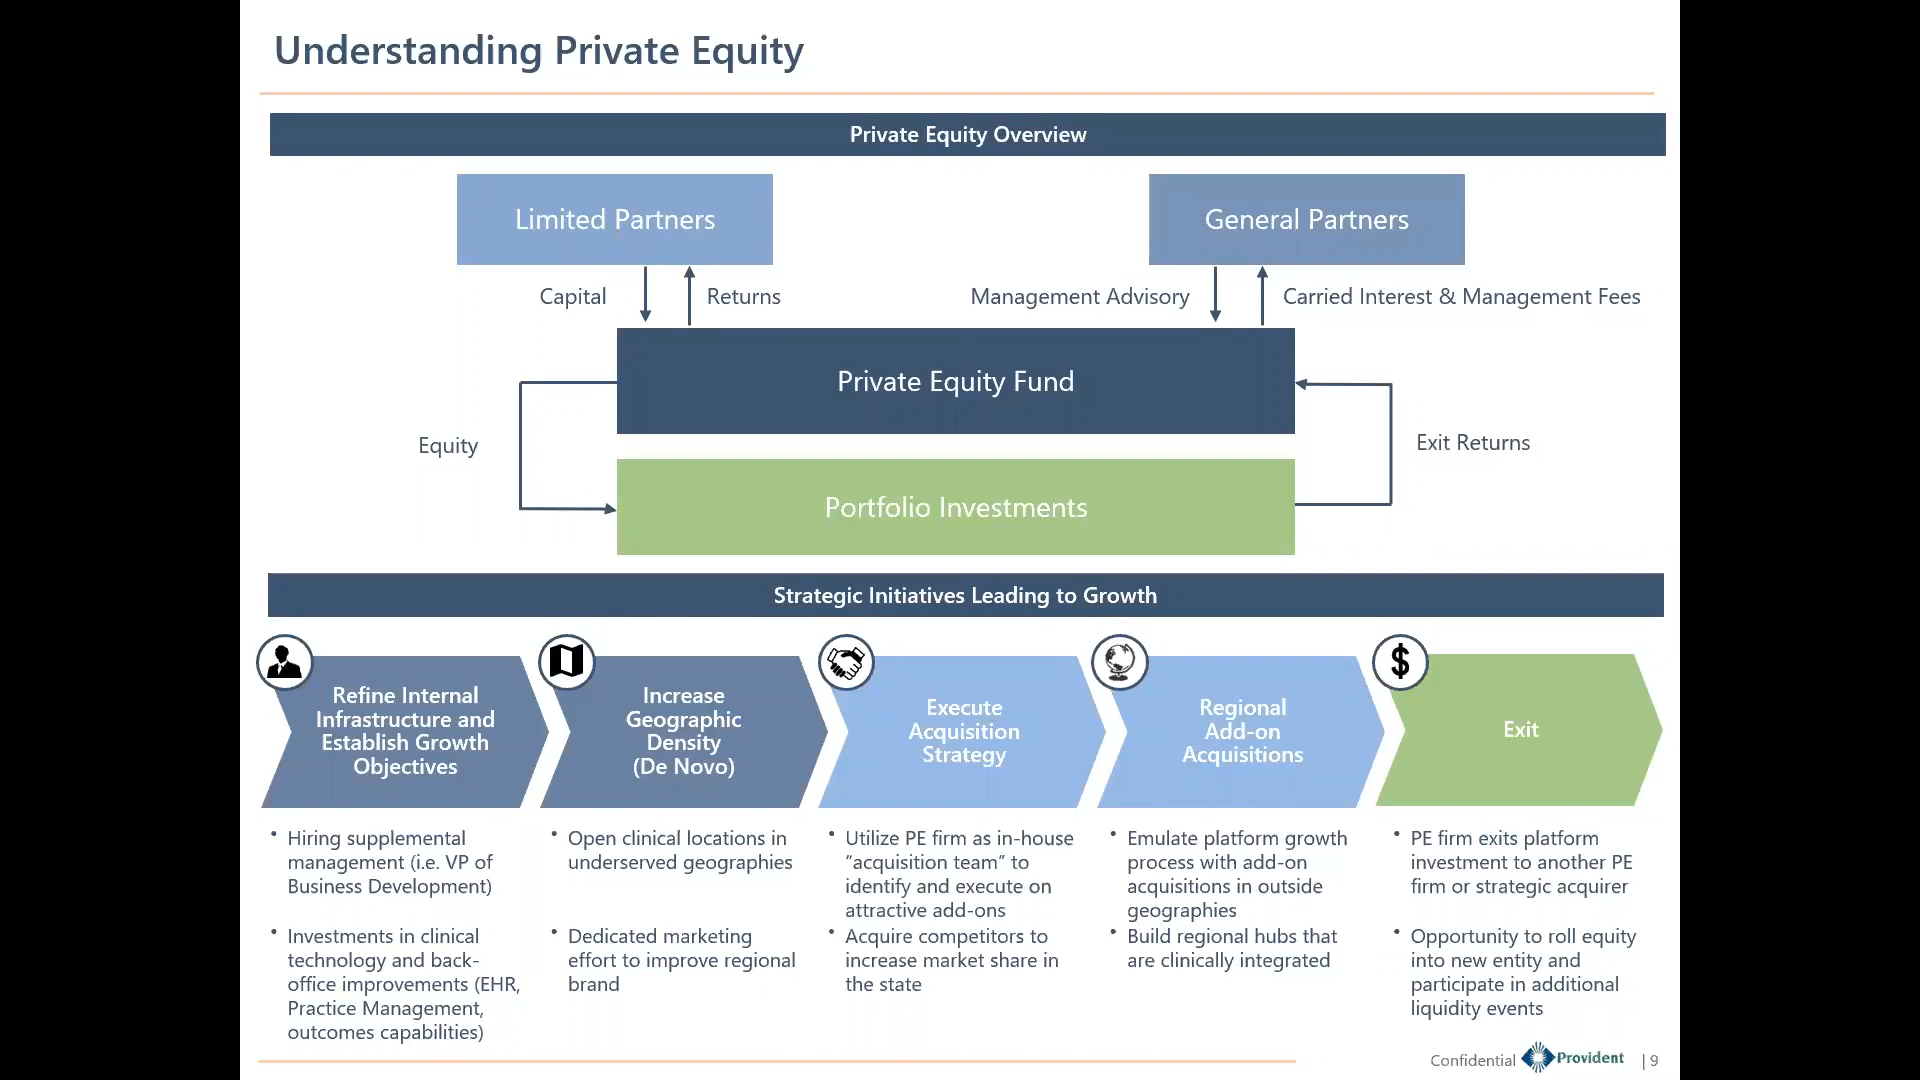 Understanding Private Equity
Private Equity Overview
Limited Partners
General Partners
Capital
Returns
Management Advisory
Carried Interest & Management Fees
Private Equity Fund
Equity
Exit Returns
Portfolio Investments
Strategic Initiatives Leading to Growth
Refine Internal
Infrastructure and
Establish Growth
Objectives
• Hiring supplemental
management (i.e. VP of
Business Development)
• Investments in clinical
technology and back-
office improvements (EHR,
Practice Management,
outcomes capabilities)
Increase
Geographic
Density
(De Novo)
• Open clinical locations in
underserved geographies
• Dedicated marketing
effort to improve regional
brand
Execute
Acquisition
Strategy
• Utilize PE firm as in-house
“acquisition team” to
identify and execute on
attractive add-ons
• Acquire competitors to
increase market share in
the state
Regional
Add-on
Acquisitions
• Emulate platform growth
process with add-on
acquisitions in outside
geographies
• Build regional hubs that
are clinically integrated
$
Exit
• PE firm exits platform
investment to another PE
firm or strategic acquirer
• Opportunity to roll equity
into new entity and
participate in additional
liquidity events
Confidential Provident | 9